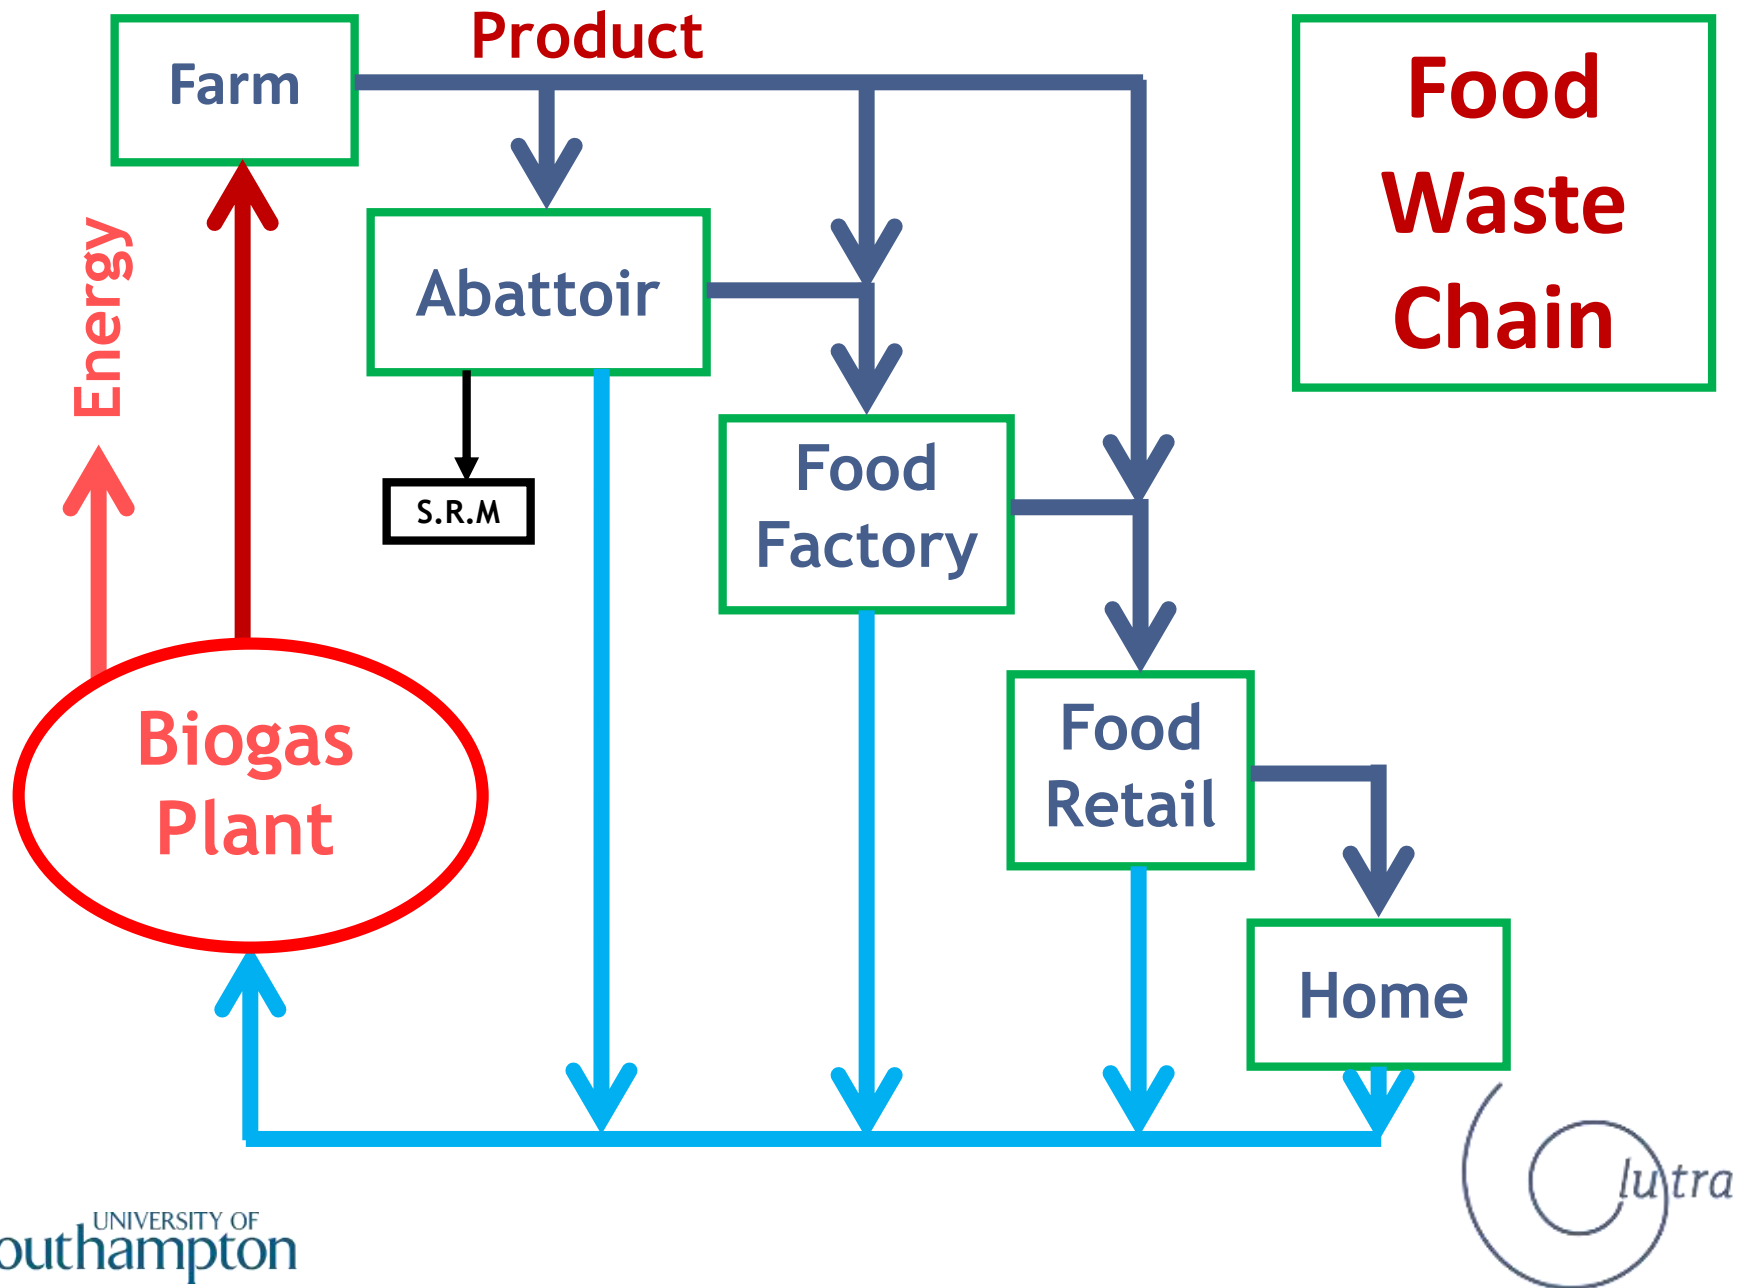 Product
Farm
Food
Waste
Chain
Energy
Abattoir
S.R.M
Food
Factory
Biogas
Plant
Food
Retail
Home
lutra
UNIVERSITY OF
outhampton